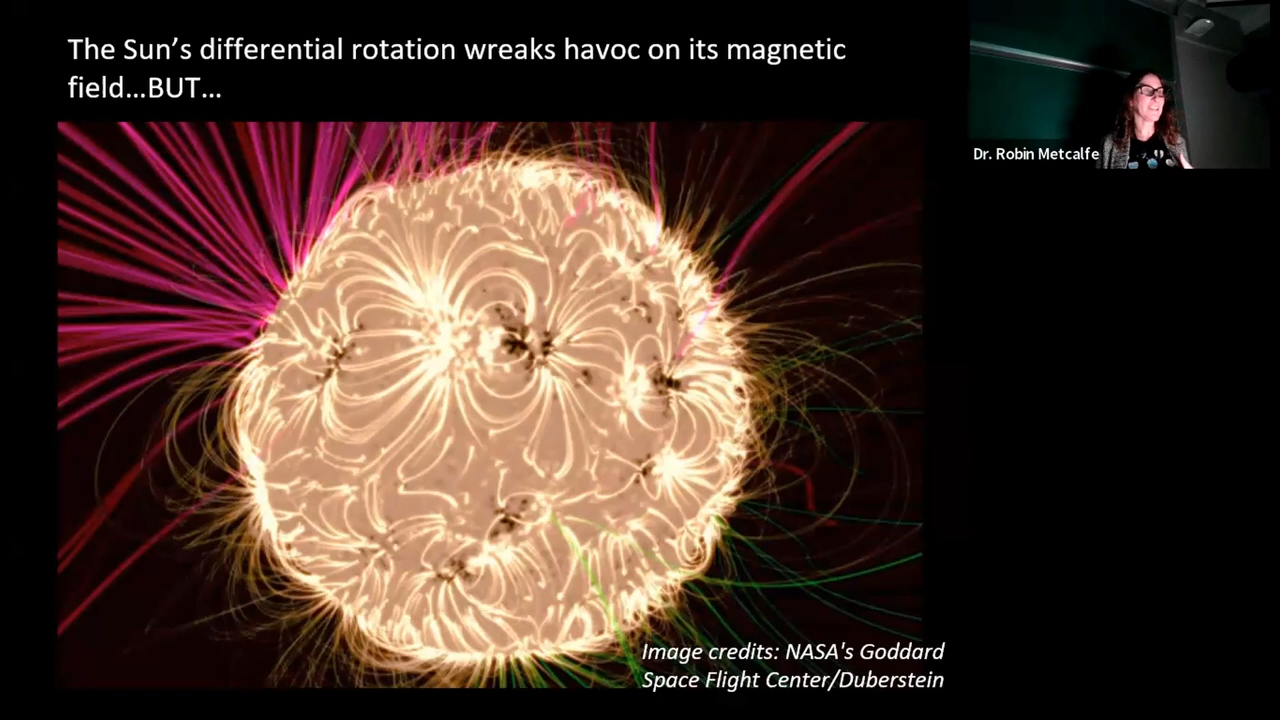 The Sun’s differential rotation wreaks havoc on its magnetic
field…BUT…
Dr. Robin Metcalfe
Image credits: NASA's Goddard
Space Flight Center/Duberstein